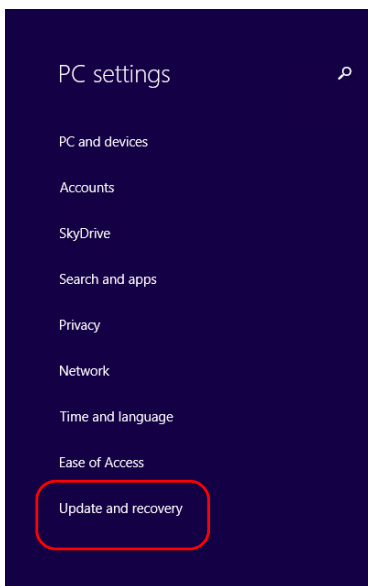 PC settings
PC and devices
Accounts
SkyDrive
Search and apps
Privacy
Network
Time and language
Ease of Access
Update and recovery